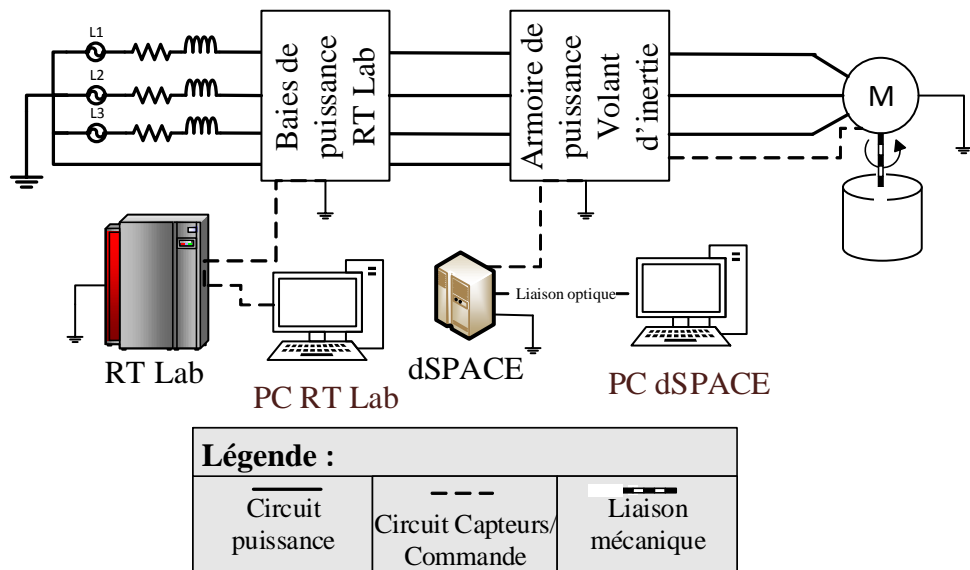 L1
L2
L3
Baies de
puissance
RT Lab
Armoire de
puissance
Volant
d’inertie
M
RT Lab
PC RT Lab
dSPACE
Liaison optique
PC dSPACE
Légende :
Circuit
puissance
Circuit Capteurs/
Commande
Liaison
mécanique